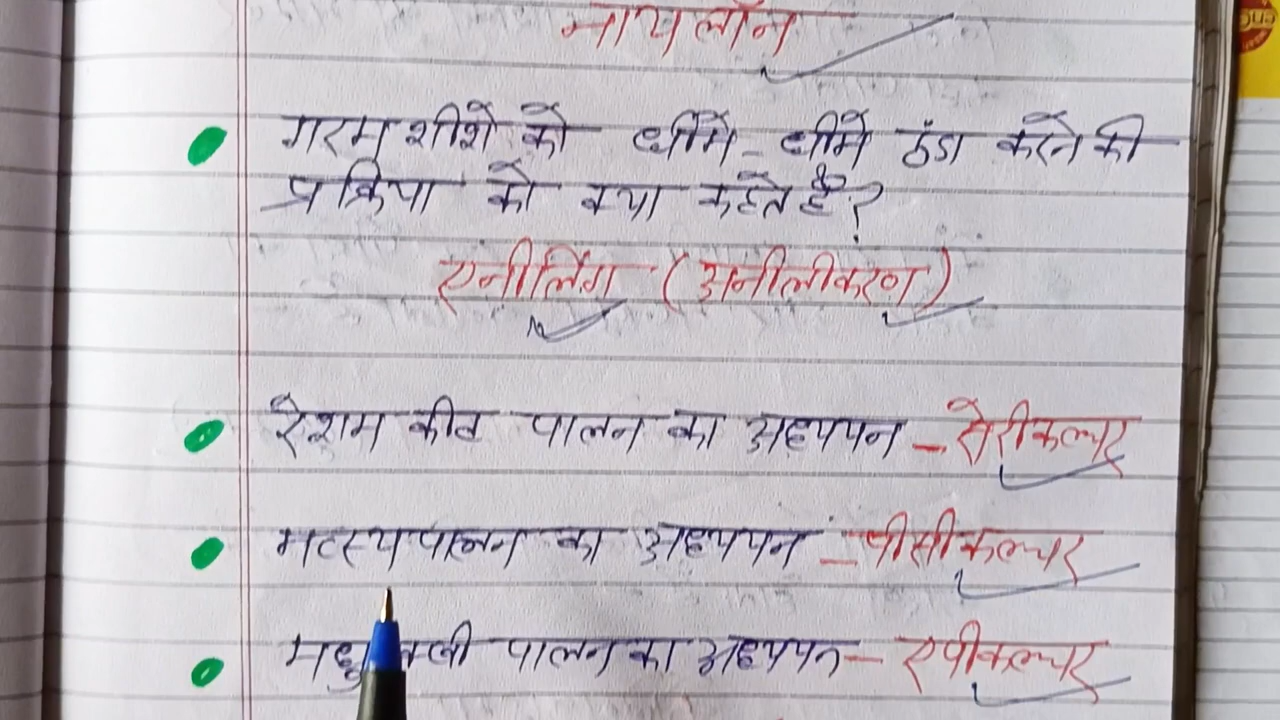 नायलॉन
गरम शीशे को धीमे-धीमे ठंडा करने की
प्रक्रिया को क्या कहते है?
एनीलिंग (अनीलीकरण)
रेशम कीट पालन का अध्ययन - सेरीकल्चर
मत्स्य पालन का अध्ययन - पीसीकल्चर
पालन का अध्ययन - एपीकल्चर